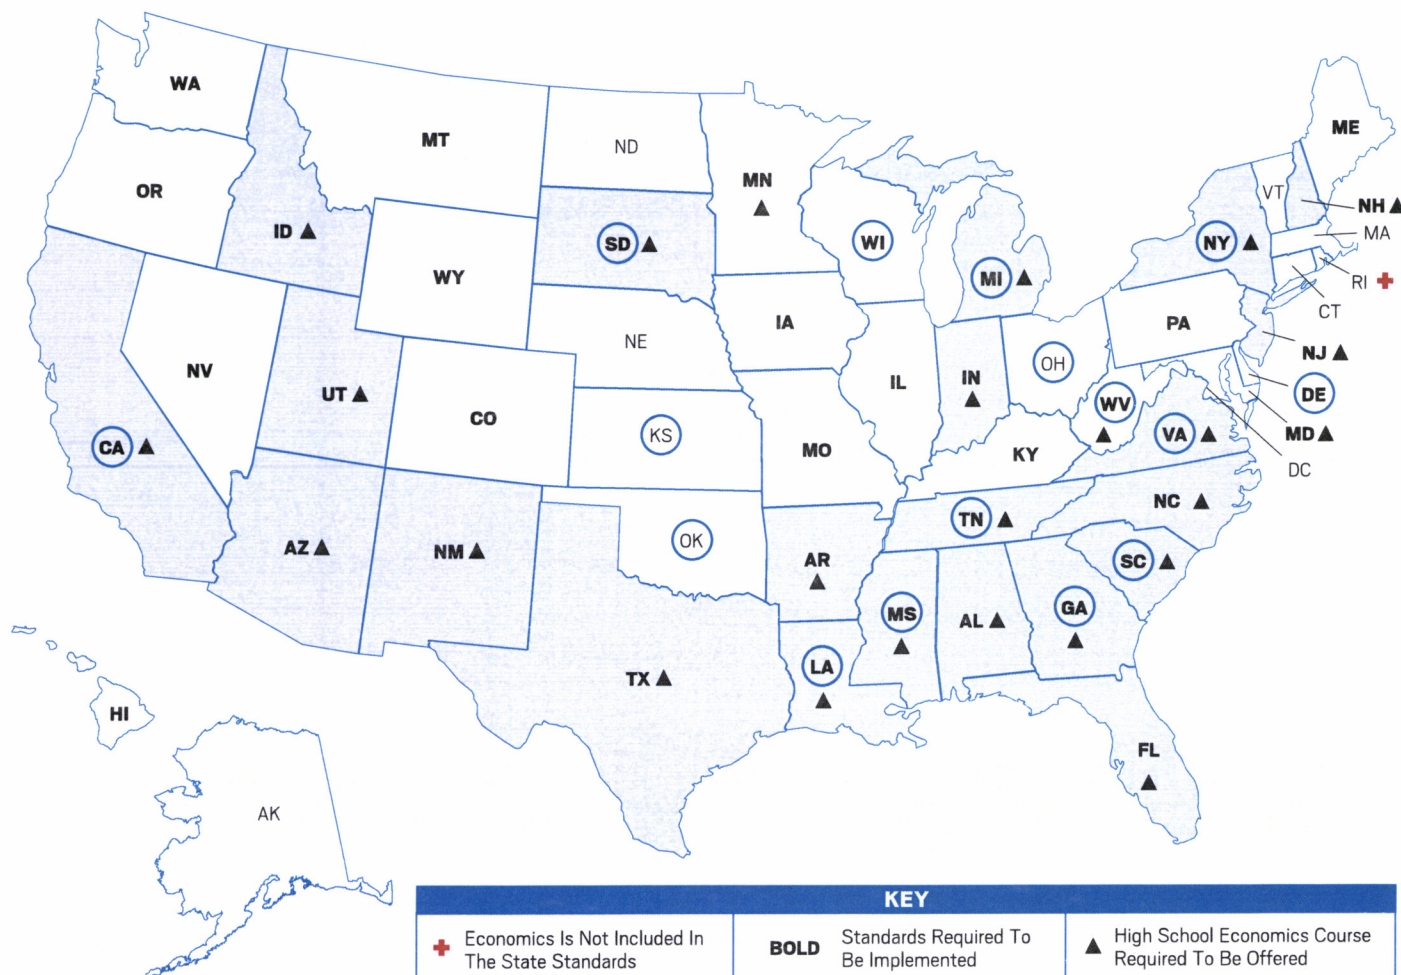 WA
MT
ND
MN
ME
OR
VT
NH ▲
ID ▲
SD ▲
WI
NY ▲
MA
WY
MI ▲
RI ✚
CT
IA
PA
NE
NV
OH
NJ ▲
UT ▲
IL
IN
▲
DE
CO
WV
▲
CA ▲
KS
MO
KY
VA ▲
MD ▲
DC
NC ▲
TN ▲
AZ ▲
NM ▲
OK
AR
▲
SC ▲
MS
▲
AL ▲
GA
▲
TX ▲
LA
▲
HI
FL
▲
AK
KEY
✚ Economics Is Not Included In
The State Standards
BOLD Standards Required To
Be Implemented
▲ High School Economics Course
Required To Be Offered